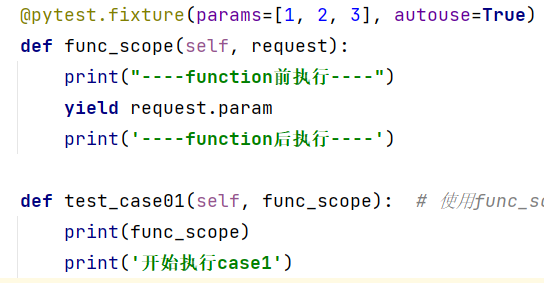 @pytest.fixture(params=[1, 2, 3], autouse=True)
def func_scope(self, request):
    print("----function前执行----")
    yield request.param
    print('----function后执行----')
def test_case01(self, func_scope):  # 使用func_sc
    print(func_scope)
    print('开始执行case1')